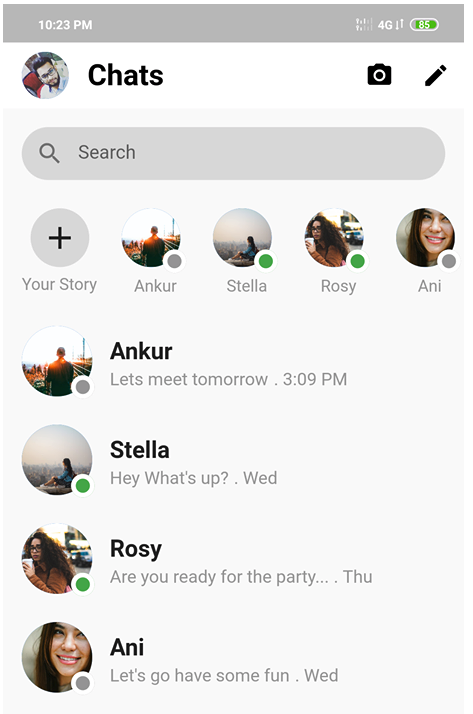 10:23 PM 4G 85
Chats
Search
Your Story Ankur Stella Rosy Ani
Ankur
Lets meet tomorrow . 3:09 PM
Stella
Hey What's up? . Wed
Rosy
Are you ready for the party... . Thu
Ani
Let's go have some fun . Wed